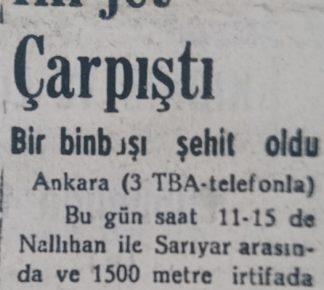 Çarpıştı
Bir binbaşı şehit oldu
Ankara (3 TBA-telefonla)
Bu gün saat 11-15 de
Nallıhan ile Sarıyar arasın-
da ve 1500 metre irtifada